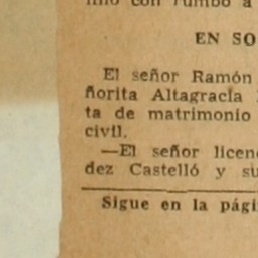 con rumbo a
EN SO
El señor Ramón
ñorita Altagracia
ta de matrimonio
civil.
—El señor licen
dez Castelló y su
Sigue en la pági